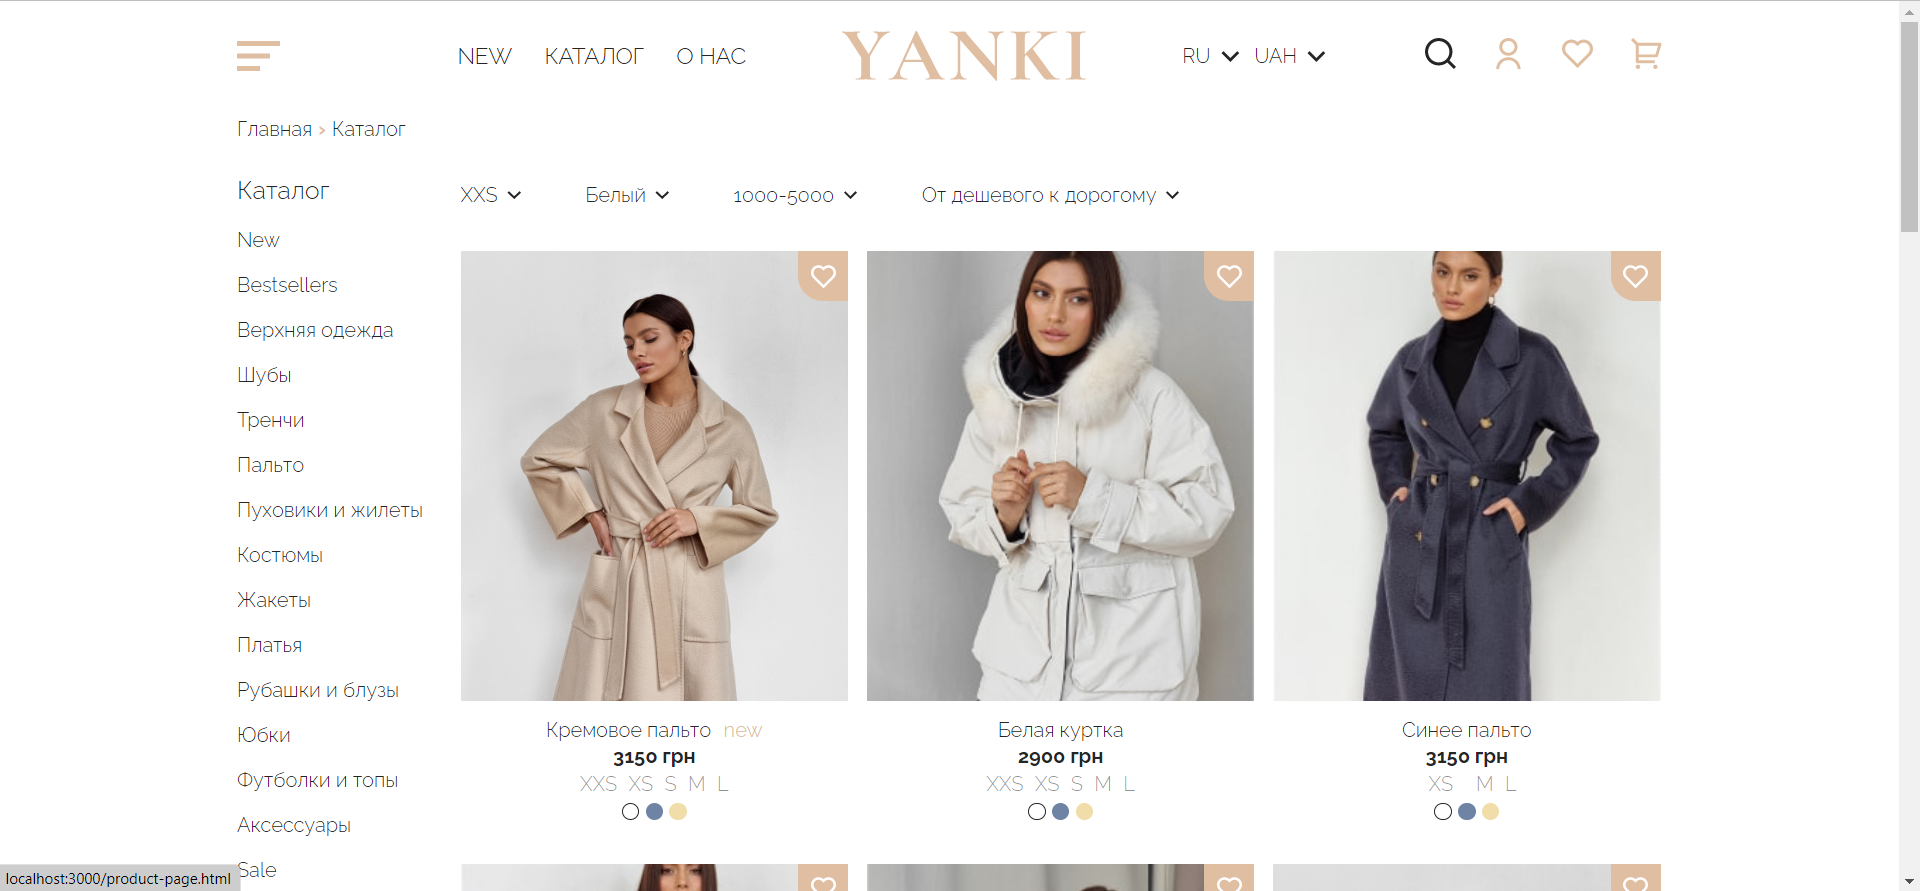 NEW КАТАЛОГ О НАС YANKI RU UAH
Главная › Каталог
Каталог
XXS Белый 1000-5000 От дешевого к дорогому
New
Bestsellers
Верхняя одежда
Шубы
Тренчи
Пальто
Пуховики и жилеты
Костюмы
Жакеты
Платья
Рубашки и блузы
Юбки
Футболки и топы
Аксессуары
Sale
Кремовое пальто new
3150 грн
XXS XS S M L
Белая куртка
2900 грн
XXS XS S M L
Синее пальто
3150 грн
XS M L
localhost:3000/product-page.html